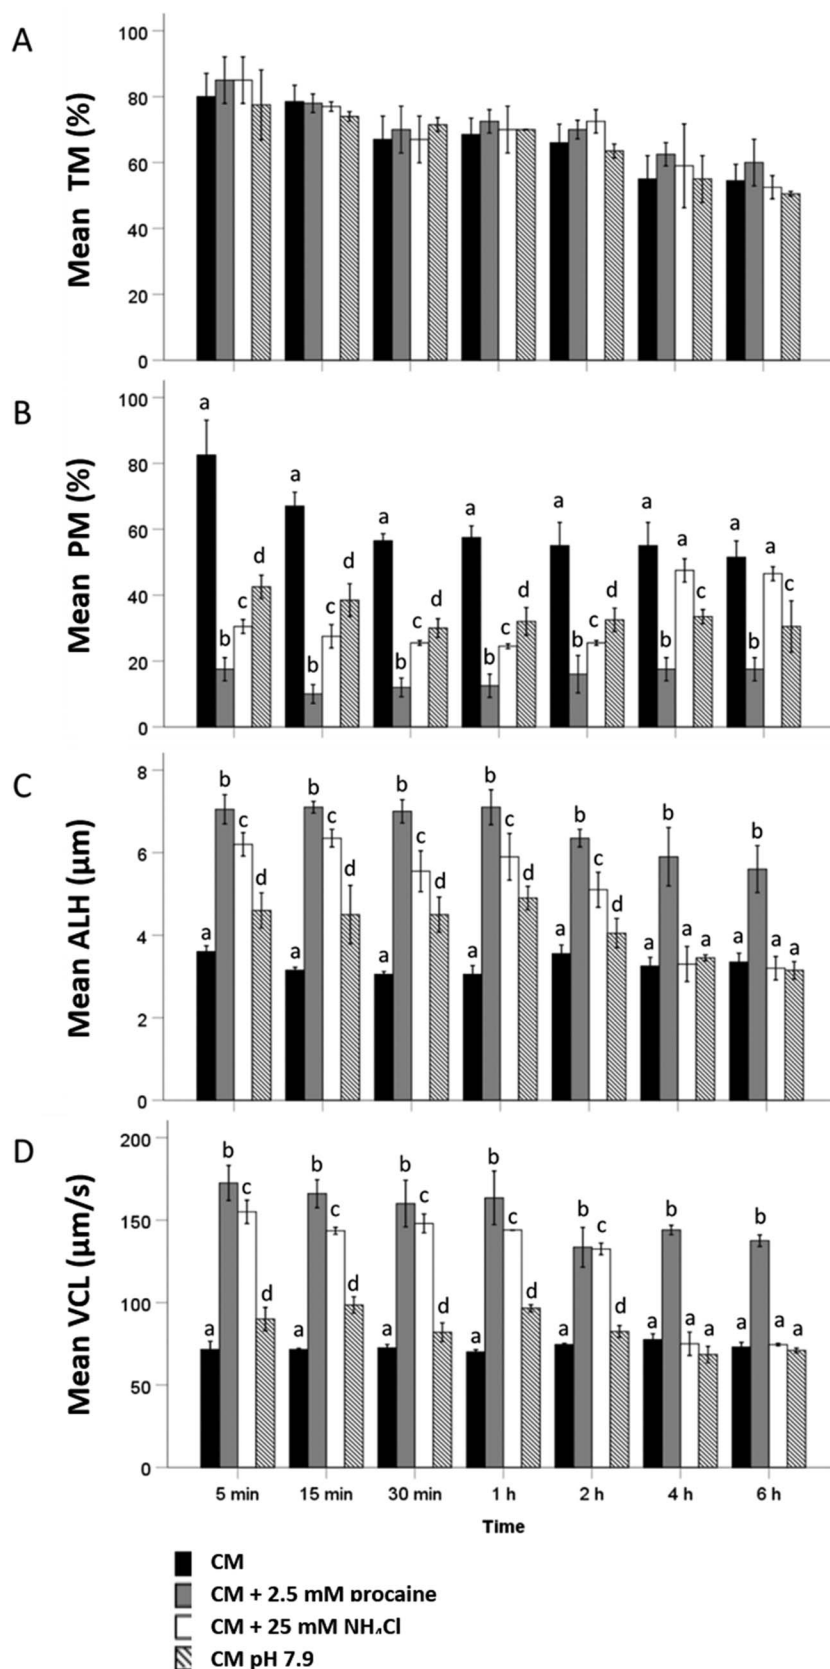 A
Mean TM (%)
100
80
60
40
20
0
B
Mean PM (%)
100
80
60
40
20
0
a b c d
a b c d
a b c d
a b c d
a b c d
a b a c
a b a c
C
Mean ALH (µm)
8
6
4
2
0
a b c d
a b c d
a b c d
a b c d
a b c d
a b a a
a b a a
D
Mean VCL (µm/s)
200
150
100
50
0
a b c d
a b c d
a b c d
a b c d
a b c d
a b a a
a b a a
5 min 15 min 30 min 1 h 2 h 4 h 6 h
Time
CM
CM + 2.5 mM procaine
CM + 25 mM NH₄Cl
CM pH 7.9